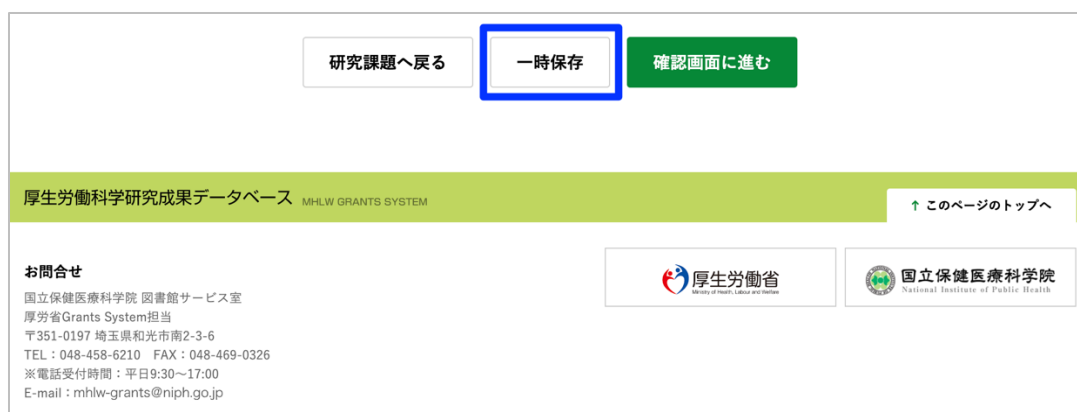 研究課題へ戻る
一時保存
確認画面に進む
厚生労働科学研究成果データベース MHLW GRANTS SYSTEM
↑ このページのトップへ
お問合せ
国立保健医療科学院 図書館サービス室
厚労省Grants System担当
〒351-0197 埼玉県和光市南2-3-6
TEL：048-458-6210　FAX：048-469-0326
※電話受付時間：平日9:30〜17:00
E-mail：mhlw-grants@niph.go.jp
厚生労働省
Ministry of Health, Labour and Welfare
国立保健医療科学院
National Institute of Public Health